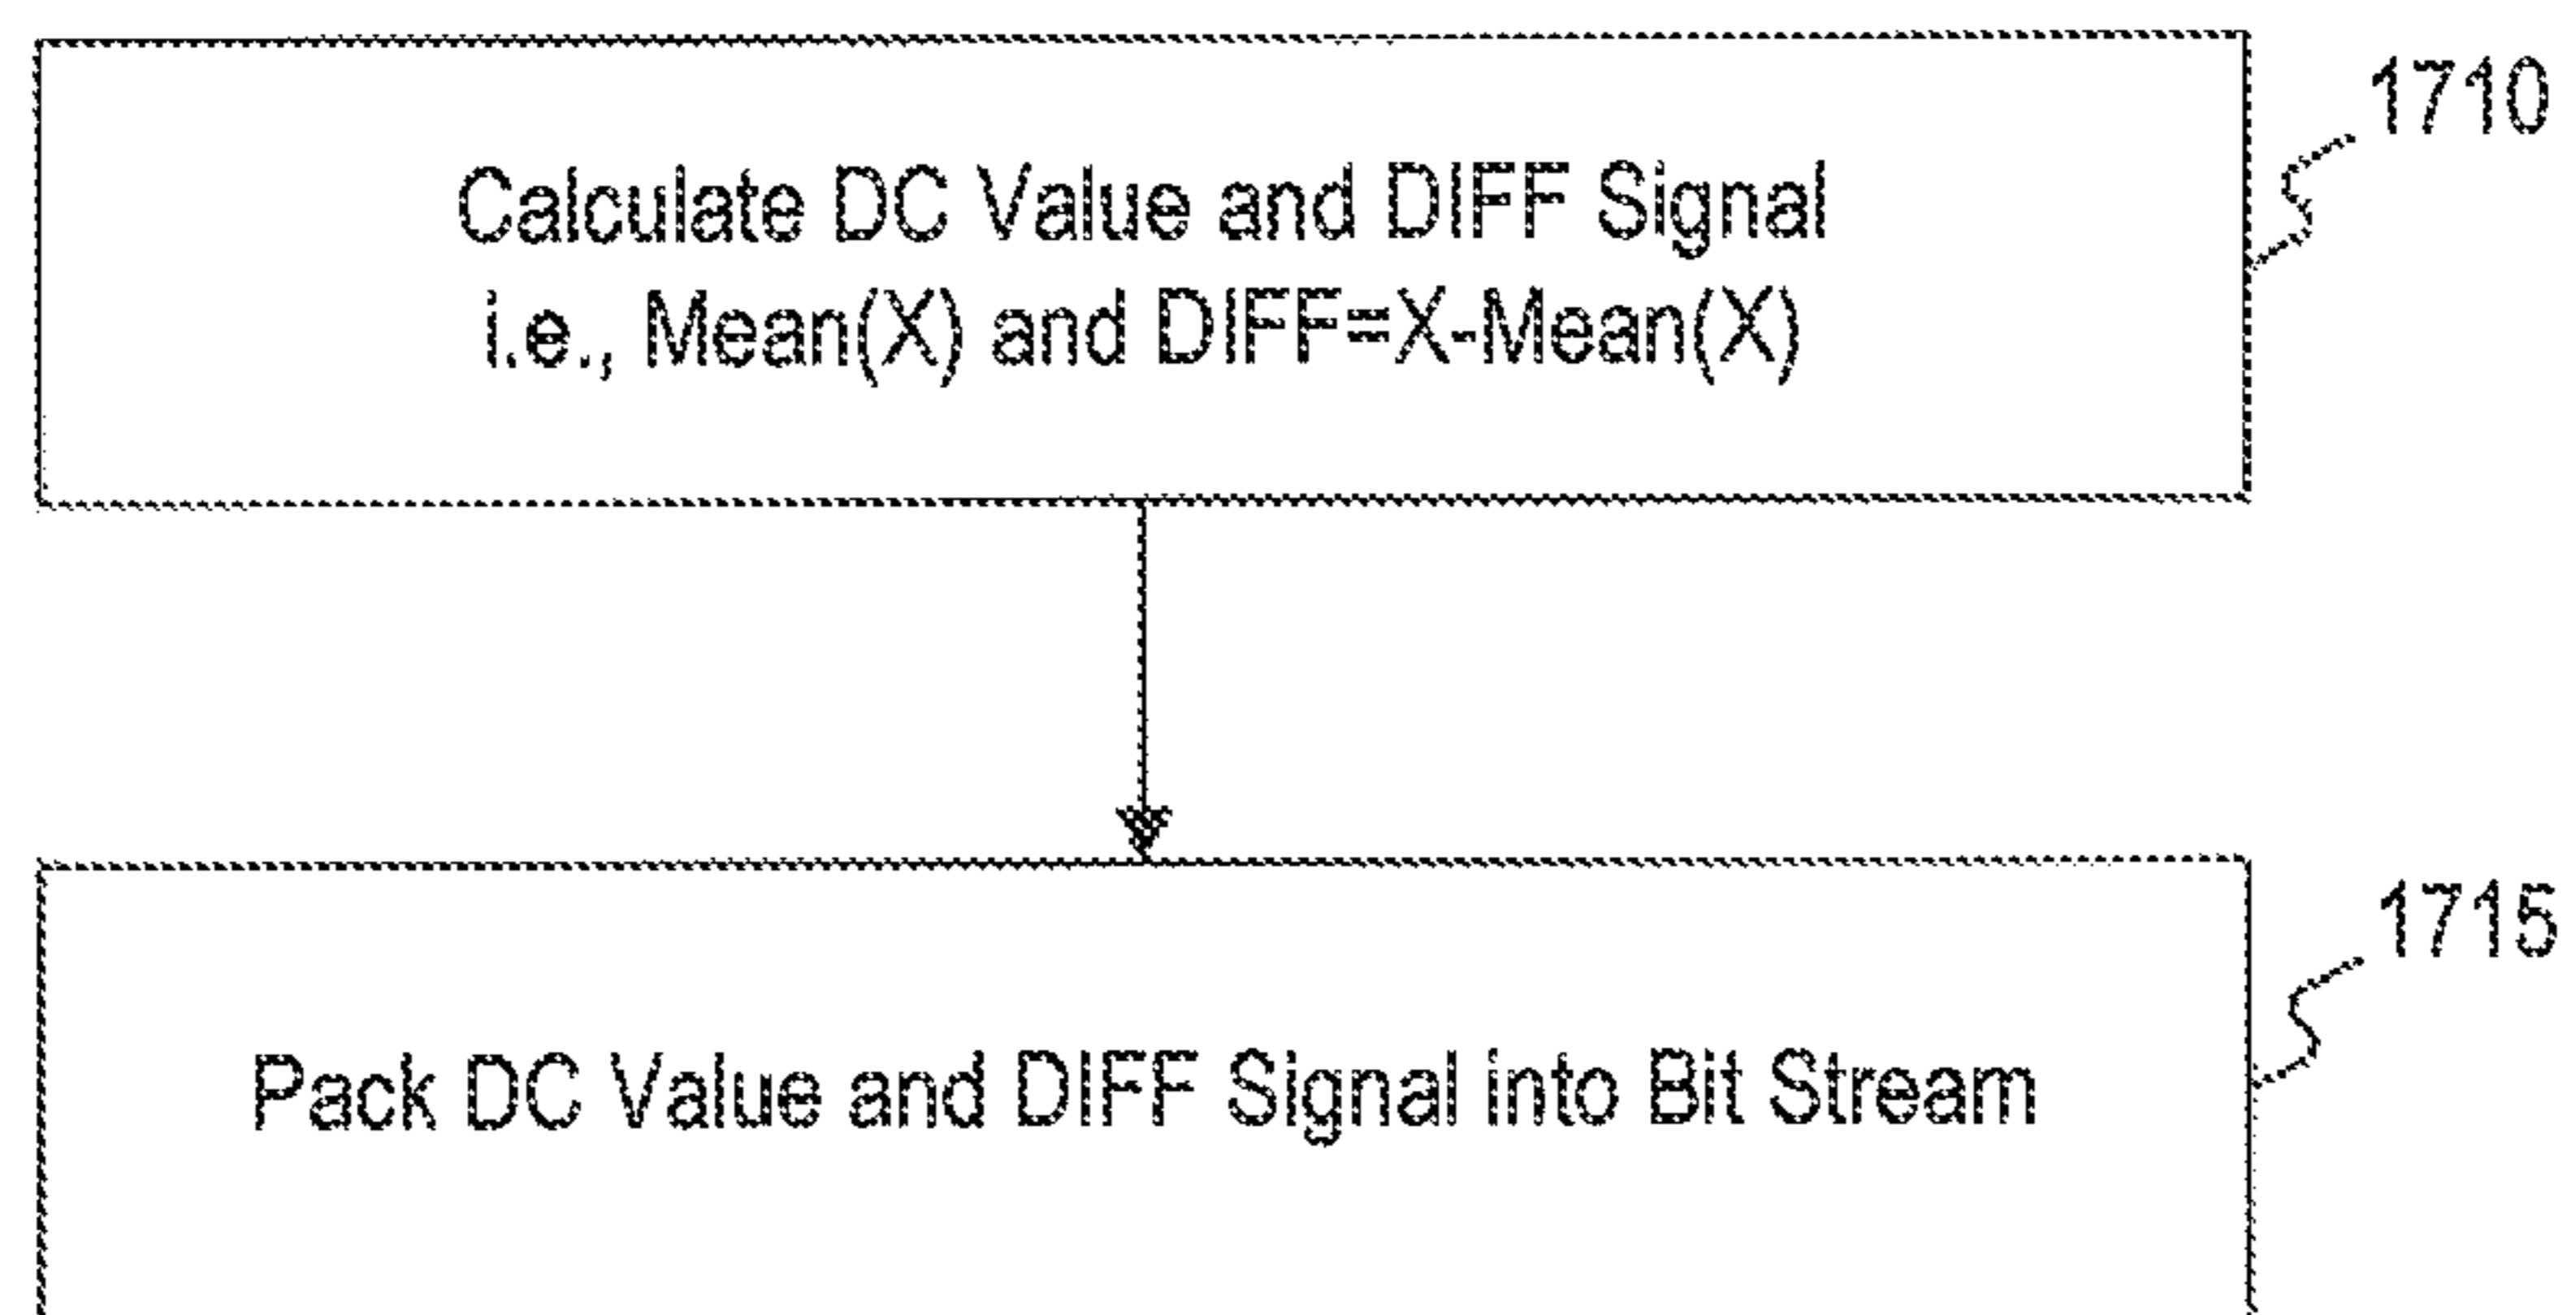 1710
Calculate DC Value and DIFF Signal
i.e., Mean(X) and DIFF=X-Mean(X)
1715
Pack DC Value and DIFF Signal into Bit Stream